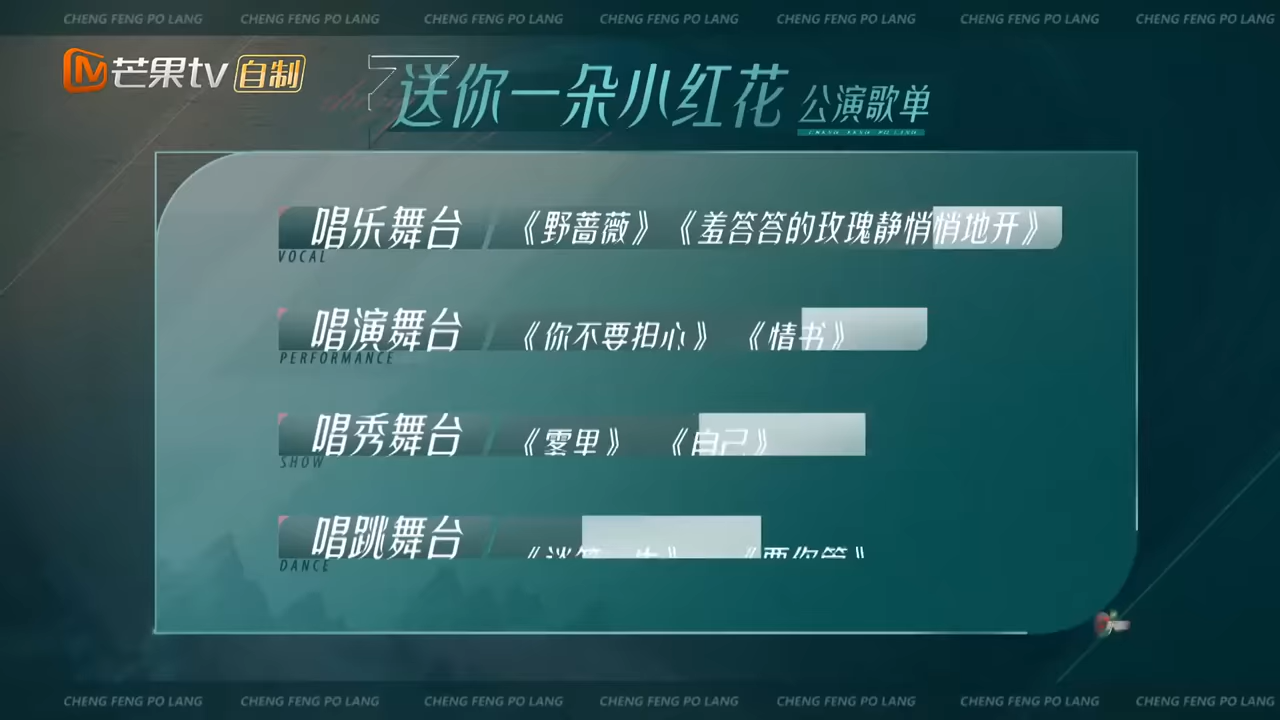 CHENG FENG PO LANG CHENG FENG PO LANG CHENG FENG PO LANG CHENG FENG PO LANG CHENG FENG PO LANG CHENG FENG PO LANG CHENG FENG PO LANG
芒果tv 自制
送你一朵小红花 公演歌单
唱乐舞台 《野蔷薇》 《羞答答的玫瑰静悄悄地开》
VOCAL
唱演舞台 《你不要担心》 《情书》
PERFORMANCE
唱秀舞台 《雾里》 《自己》
SHOW
唱跳舞台
DANCE
CHENG FENG PO LANG CHENG FENG PO LANG CHENG FENG PO LANG CHENG FENG PO LANG CHENG FENG PO LANG CHENG FENG PO LANG CHENG FENG PO LANG